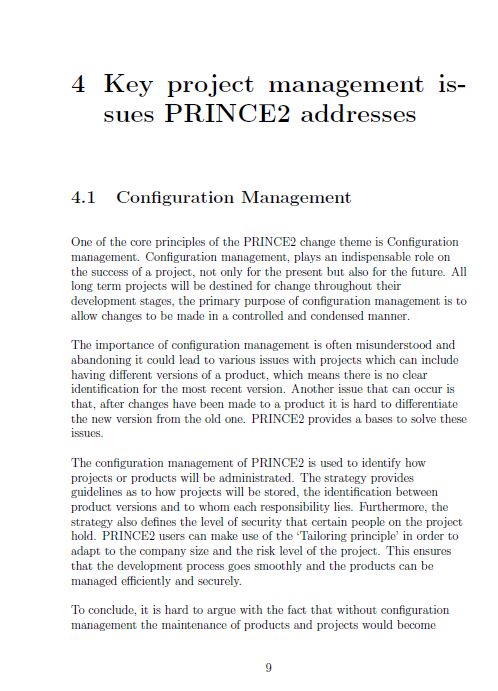 4 Key project management is-
sues PRINCE2 addresses
4.1 Configuration Management
One of the core principles of the PRINCE2 change theme is Configuration
management. Configuration management, plays an indispensable role on
the success of a project, not only for the present but also for the future. All
long term projects will be destined for change throughout their
development stages, the primary purpose of configuration management is to
allow changes to be made in a controlled and condensed manner.
The importance of configuration management is often misunderstood and
abandoning it could lead to various issues with projects which can include
having different versions of a product, which means there is no clear
identification for the most recent version. Another issue that can occur is
that, after changes have been made to a product it is hard to differentiate
the new version from the old one. PRINCE2 provides a bases to solve these
issues.
The configuration management of PRINCE2 is used to identify how
projects or products will be administrated. The strategy provides
guidelines as to how projects will be stored, the identification between
product versions and to whom each responsibility lies. Furthermore, the
strategy also defines the level of security that certain people on the project
hold. PRINCE2 users can make use of the ‘Tailoring principle’ in order to
adapt to the company size and the risk level of the project. This ensures
that the development process goes smoothly and the products can be
managed efficiently and securely.
To conclude, it is hard to argue with the fact that without configuration
management the maintenance of products and projects would become
9